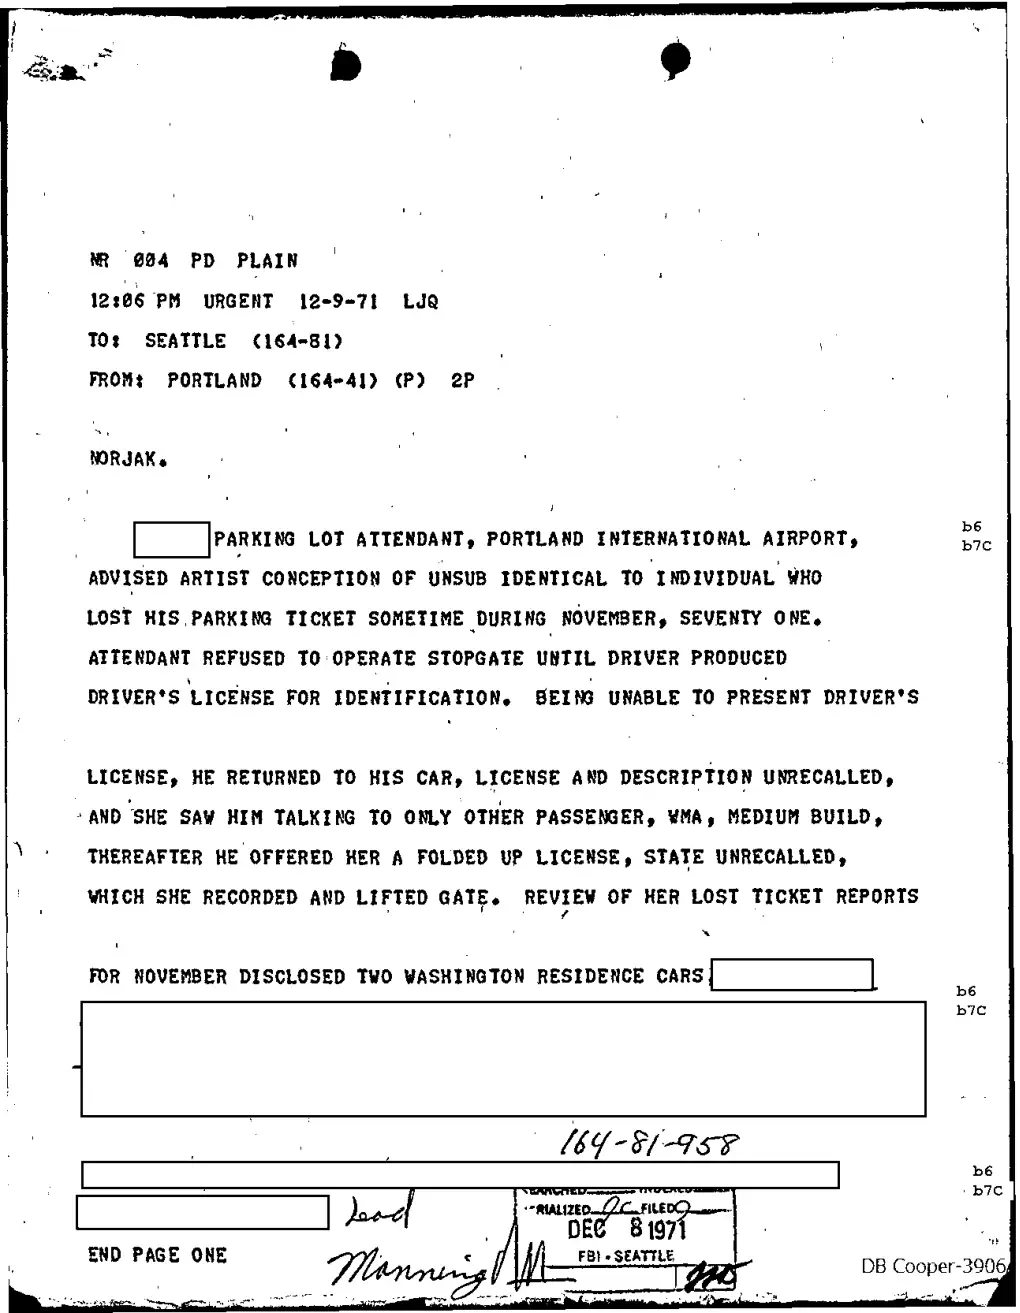 NR 004 PD PLAIN
12:06 PM URGENT 12-9-71 LJQ
TO: SEATTLE (164-81)
FROM: PORTLAND (164-41) (P) 2P
NORJAK.
PARKING LOT ATTENDANT, PORTLAND INTERNATIONAL AIRPORT,
b6
b7C
ADVISED ARTIST CONCEPTION OF UNSUB IDENTICAL TO INDIVIDUAL WHO
LOST HIS PARKING TICKET SOMETIME DURING NOVEMBER, SEVENTY ONE.
ATTENDANT REFUSED TO OPERATE STOPGATE UNTIL DRIVER PRODUCED
DRIVER'S LICENSE FOR IDENTIFICATION. BEING UNABLE TO PRESENT DRIVER'S
LICENSE, HE RETURNED TO HIS CAR, LICENSE AND DESCRIPTION UNRECALLED,
AND SHE SAW HIM TALKING TO ONLY OTHER PASSENGER, WMA, MEDIUM BUILD,
THEREAFTER HE OFFERED HER A FOLDED UP LICENSE, STATE UNRECALLED,
WHICH SHE RECORDED AND LIFTED GATE. REVIEW OF HER LOST TICKET REPORTS
FOR NOVEMBER DISCLOSED TWO WASHINGTON RESIDENCE CARS
b6
b7C
164-81-958
b6
b7C
FILED
DEC 8 1971
FBI - SEATTLE
Lead
Manning
END PAGE ONE
DB Cooper-3906